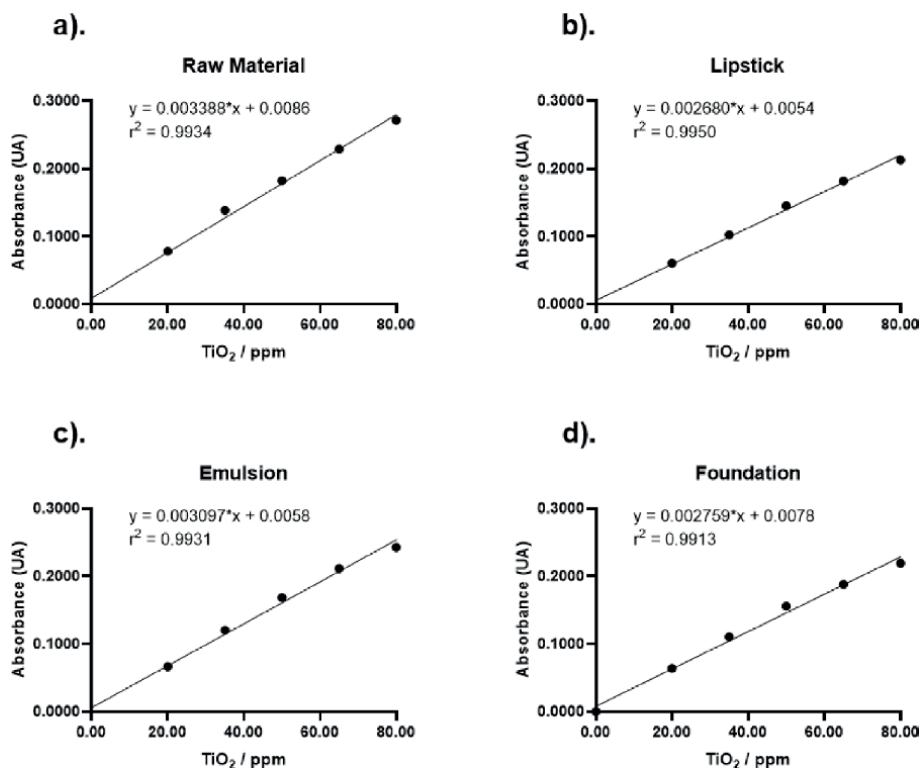 a).
Raw Material
y = 0.003388*x + 0.0086
r² = 0.9934
0.3000
0.2000
0.1000
0.0000
Absorbance (UA)
0.00 20.00 40.00 60.00 80.00
TiO₂ / ppm
b).
Lipstick
y = 0.002680*x + 0.0054
r² = 0.9950
0.3000
0.2000
0.1000
0.0000
Absorbance (UA)
0.00 20.00 40.00 60.00 80.00
TiO₂ / ppm
c).
Emulsion
y = 0.003097*x + 0.0058
r² = 0.9931
0.3000
0.2000
0.1000
0.0000
Absorbance (UA)
0.00 20.00 40.00 60.00 80.00
TiO₂ / ppm
d).
Foundation
y = 0.002759*x + 0.0078
r² = 0.9913
0.3000
0.2000
0.1000
0.0000
Absorbance (UA)
0.00 20.00 40.00 60.00 80.00
TiO₂ / ppm